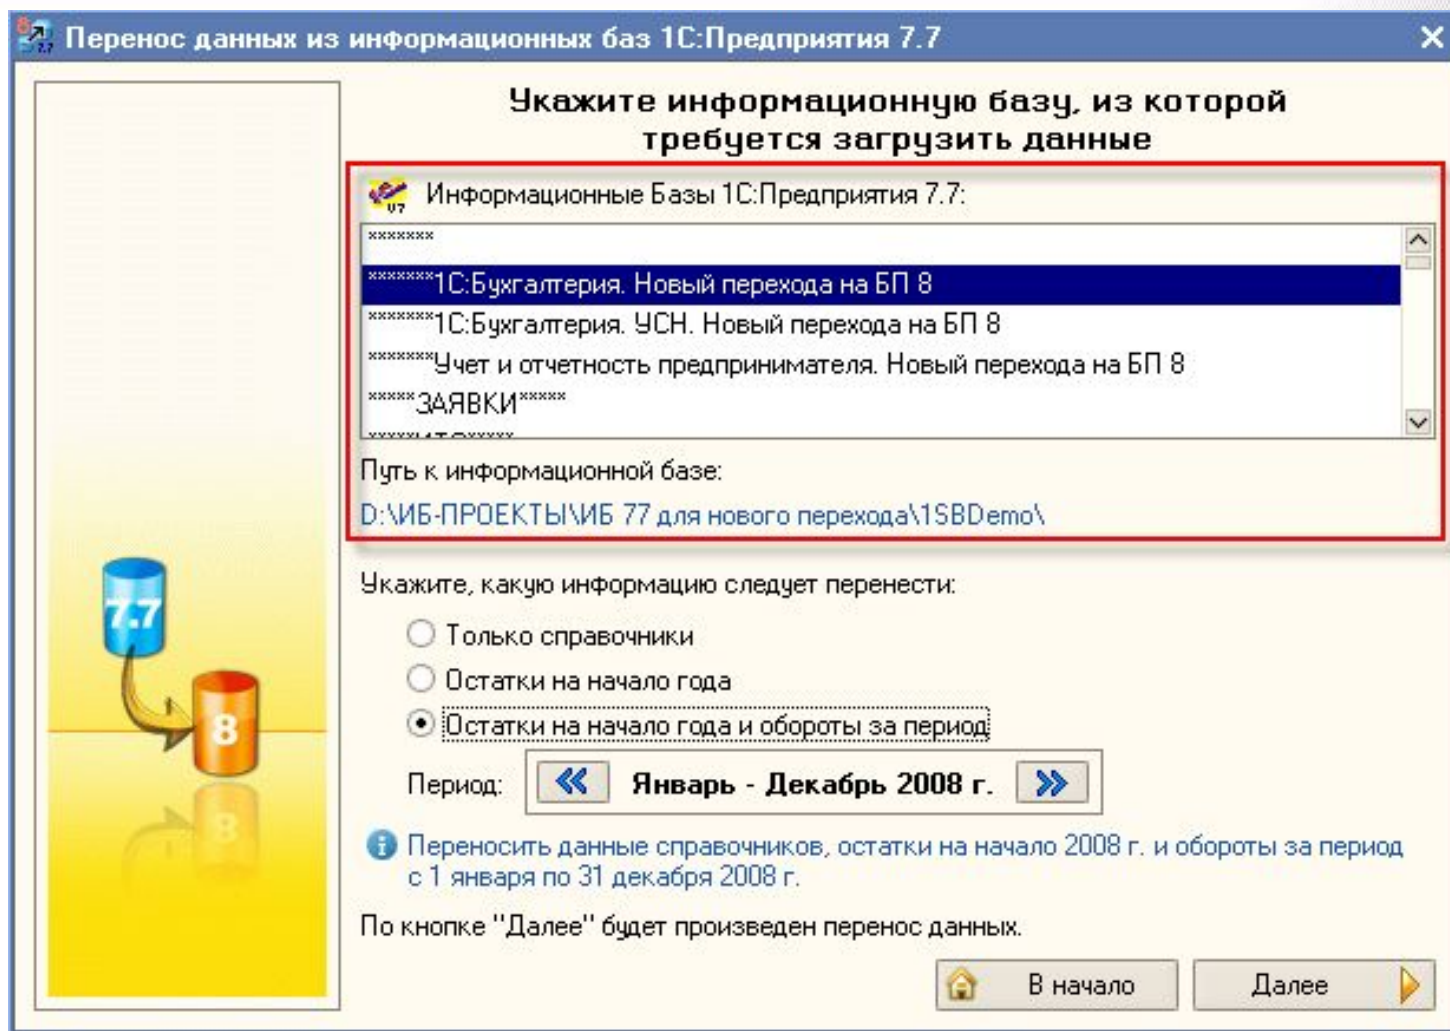 Перенос данных из информационных баз 1С:Предприятия 7.7
Укажите информационную базу, из которой
требуется загрузить данные
Информационные Базы 1С:Предприятия 7.7:
*******
*******1С:Бухгалтерия. Новый перехода на БП 8
*******1С:Бухгалтерия. УСН. Новый перехода на БП 8
*******Учет и отчетность предпринимателя. Новый перехода на БП 8
*****ЗАЯВКИ*****
Путь к информационной базе:
D:\ИБ-ПРОЕКТЫ\ИБ 77 для нового перехода\1SBDemo\
Укажите, какую информацию следует перенести:
Только справочники
Остатки на начало года
Остатки на начало года и обороты за период
Период: Январь - Декабрь 2008 г.
Переносить данные справочников, остатки на начало 2008 г. и обороты за период
с 1 января по 31 декабря 2008 г.
По кнопке "Далее" будет произведен перенос данных.
В начало Далее
7.7
8
8